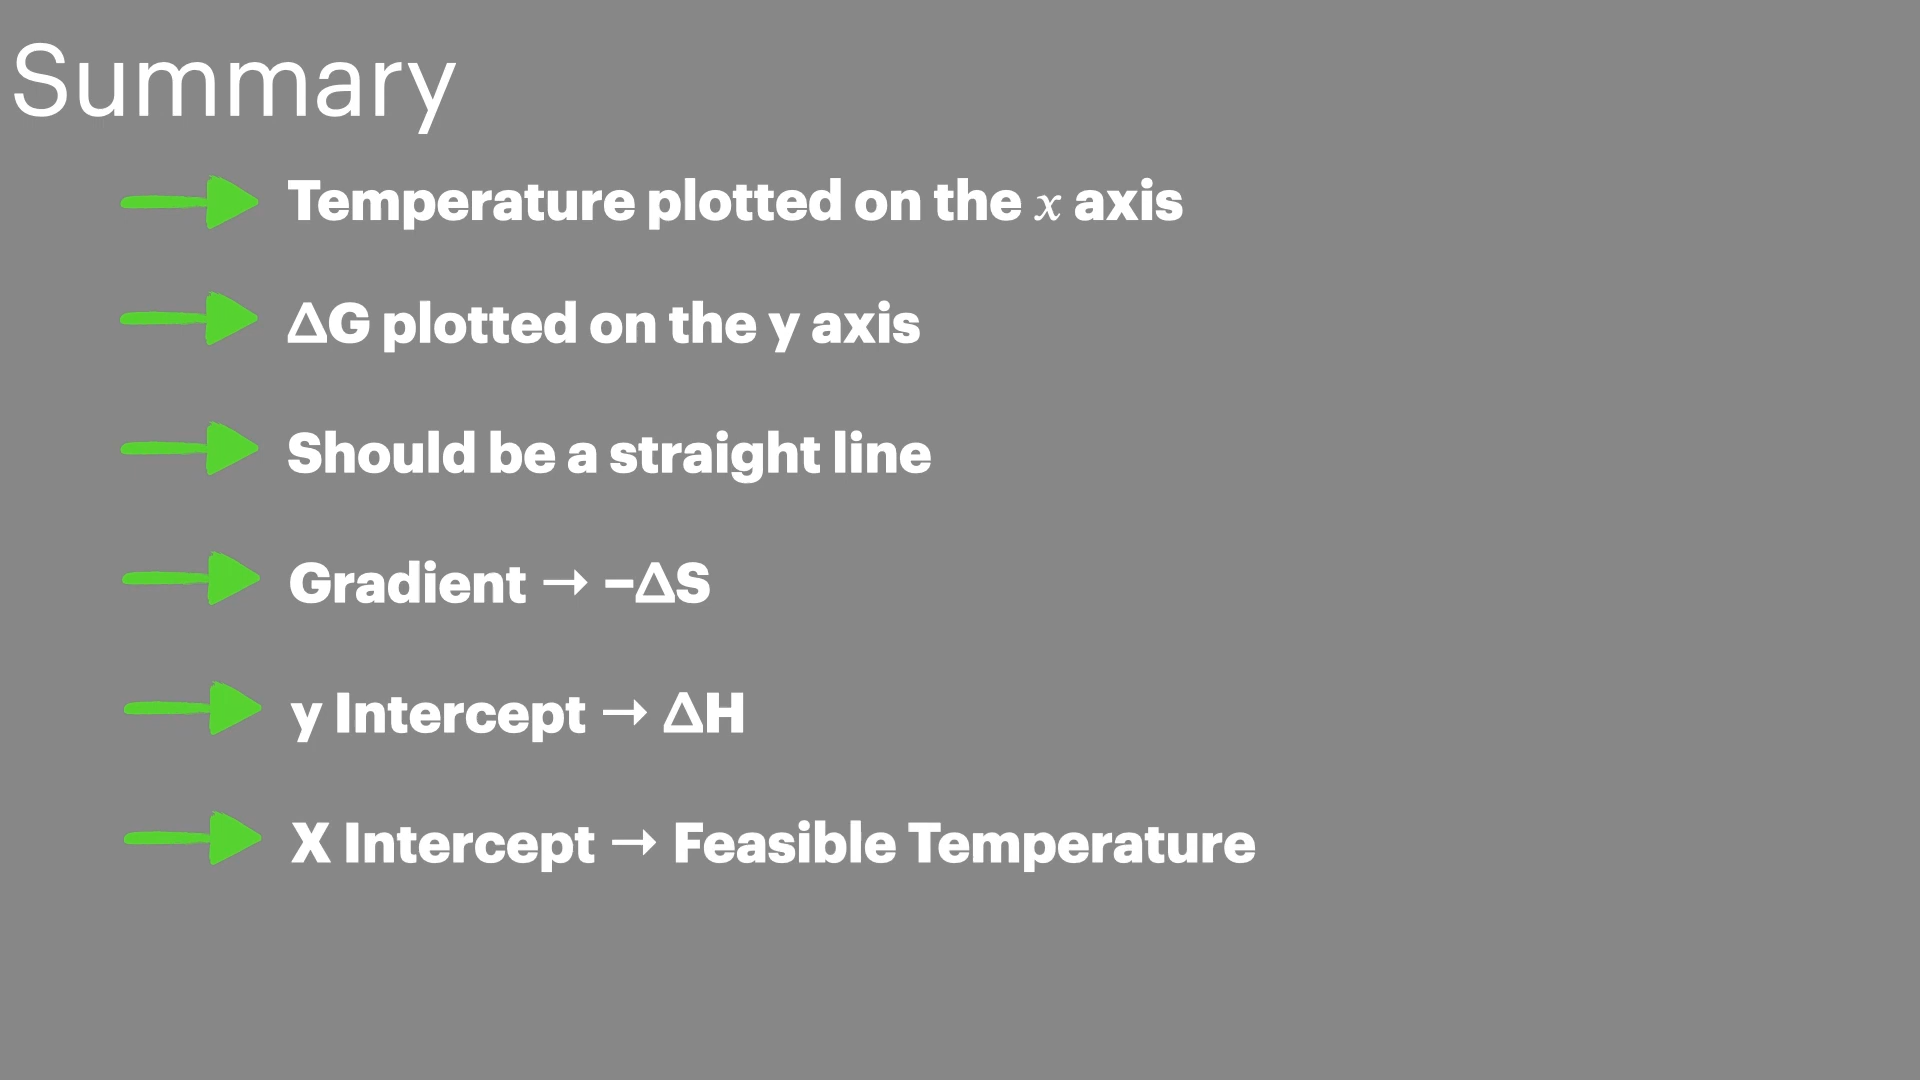 Summary
Temperature plotted on the x axis
ΔG plotted on the y axis
Should be a straight line
Gradient → −ΔS
y Intercept → ΔH
X Intercept → Feasible Temperature